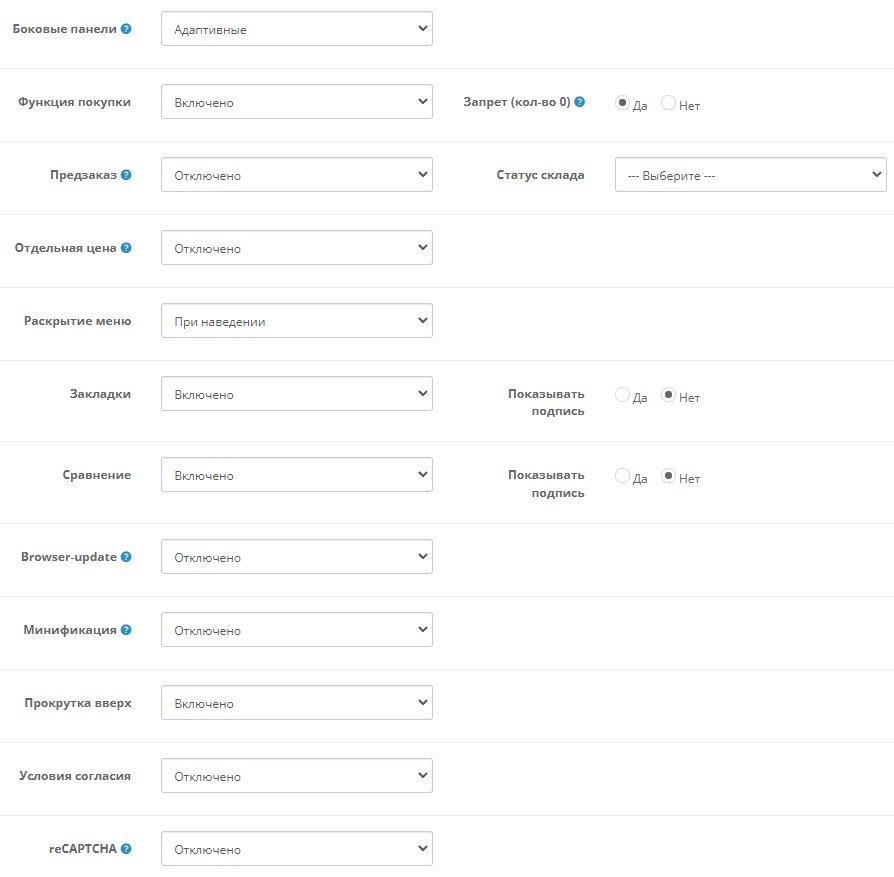 Боковые панели ? Адаптивные
Функция покупки Включено Запрет (кол-во 0) ? Да Нет
Предзаказ ? Отключено Статус склада --- Выберите ---
Отдельная цена ? Отключено
Раскрытие меню При наведении
Закладки Включено Показывать подпись Да Нет
Сравнение Включено Показывать подпись Да Нет
Browser-update ? Отключено
Минификация ? Отключено
Прокрутка вверх Включено
Условия согласия Отключено
reCAPTCHA ? Отключено